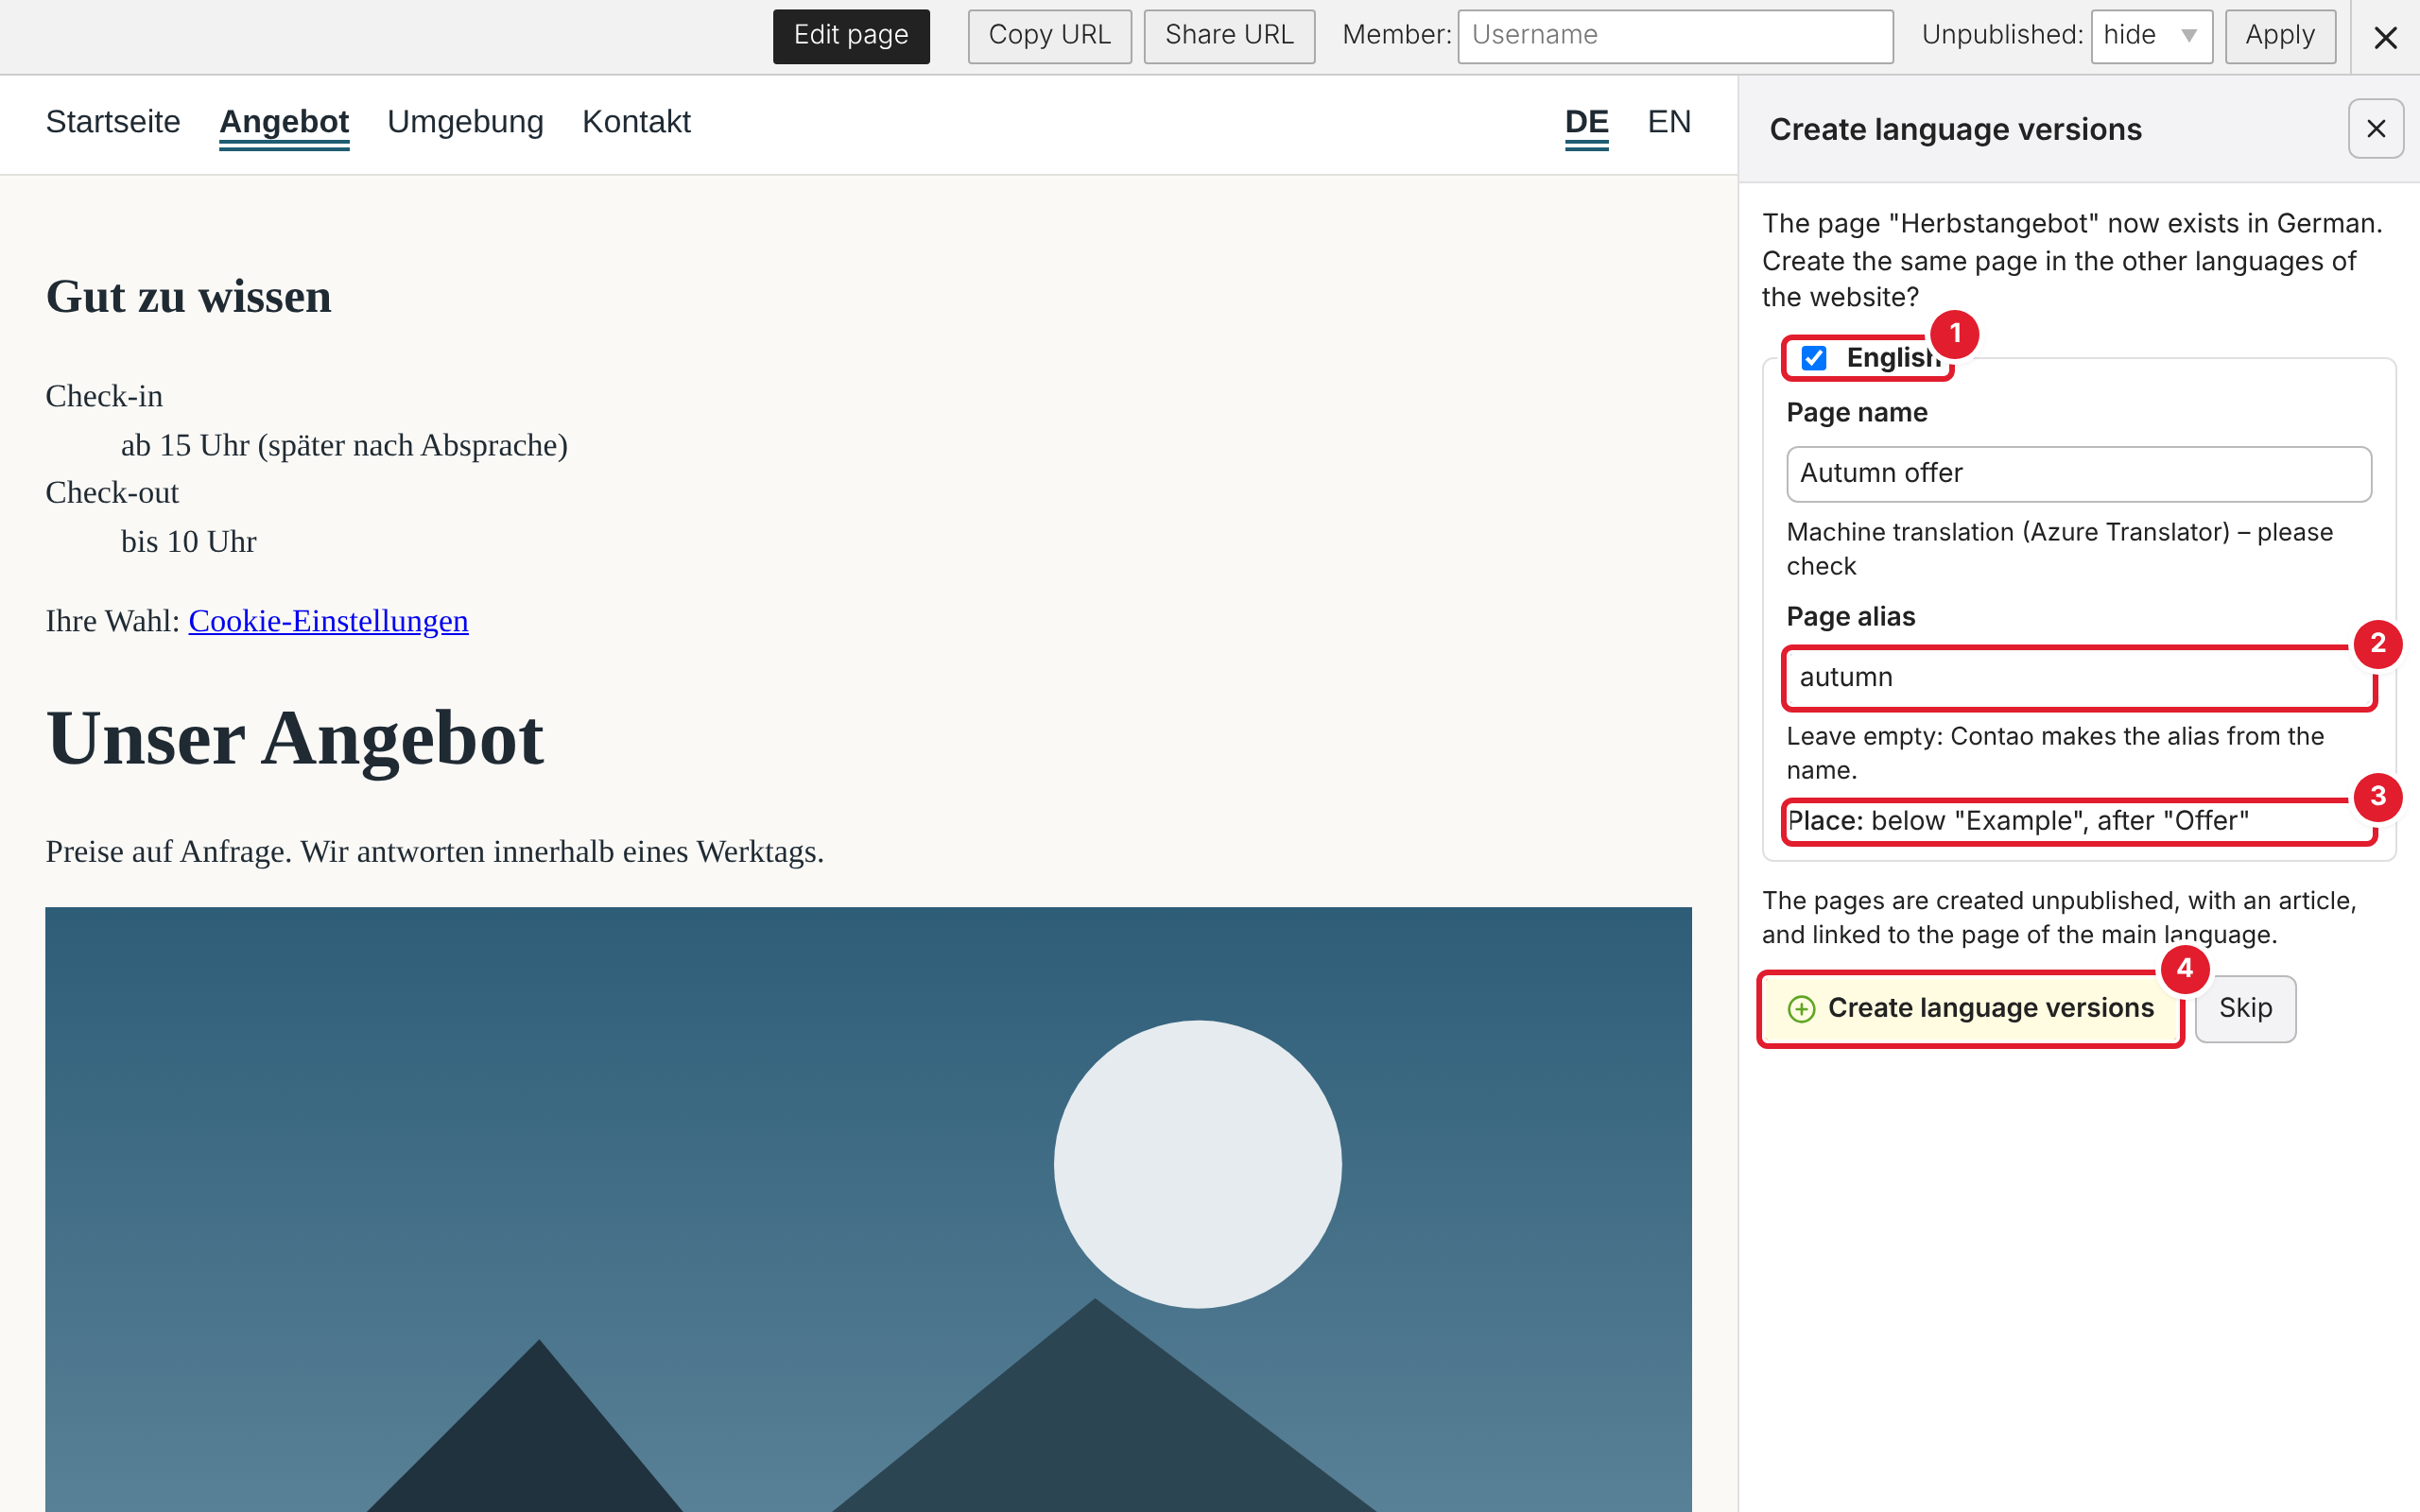 Edit page Copy URL Share URL Member: Username Unpublished: hide Apply
Startseite Angebot Umgebung Kontakt DE EN
Gut zu wissen
Check-in
ab 15 Uhr (später nach Absprache)
Check-out
bis 10 Uhr
Ihre Wahl: Cookie-Einstellungen
Unser Angebot
Preise auf Anfrage. Wir antworten innerhalb eines Werktags.
Create language versions
The page "Herbstangebot" now exists in German.
Create the same page in the other languages of
the website?
1
English
Page name
Autumn offer
Machine translation (Azure Translator) – please
check
Page alias
2
autumn
Leave empty: Contao makes the alias from the
name.
3
Place: below "Example", after "Offer"
The pages are created unpublished, with an article,
and linked to the page of the main language.
4
Create language versions Skip